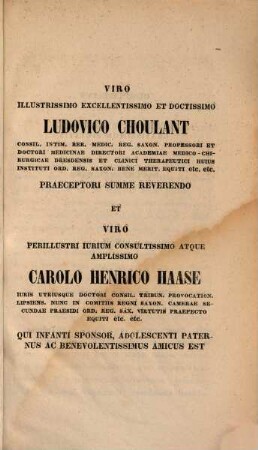 VIRO
ILLUSTRISSIMO EXCELLENTISSIMO ET DOCTISSIMO
LUDOVICO CHOULANT
CONSIL. INTIM. RER. MEDIC. REG. SAXON. PROFESSORI ET
DOCTORI MEDICINAE DIRECTORI ACADEMIAE MEDICO-CHI-
RURGICAE DRESDENSIS ET CLINICI THERAPEUTICI HUIUS
INSTITUTI ORD. REG. SAXON. BENE MERIT. EQUITI etc. etc.
PRAECEPTORI SUMME REVERENDO
ET
VIRO
PERILLUSTRI IURIUM CONSULTISSIMO ATQUE
AMPLISSIMO
CAROLO HENRICO HAASE
IURIS UTRIUSQUE DOCTORI CONSIL. TRIBUN. PROVOCATION.
LIPSIENS. NUNC IN COMITIIS REGNI SAXON. CAMERAE SE-
CUNDAE PRAESIDI ORD. REG. SAX. VIRTUTIS PRAEFECTO
EQUITI etc. etc.
QUI INFANTI SPONSOR, ADOLESCENTI PATER-
NUS AC BENEVOLENTISSIMUS AMICUS EST